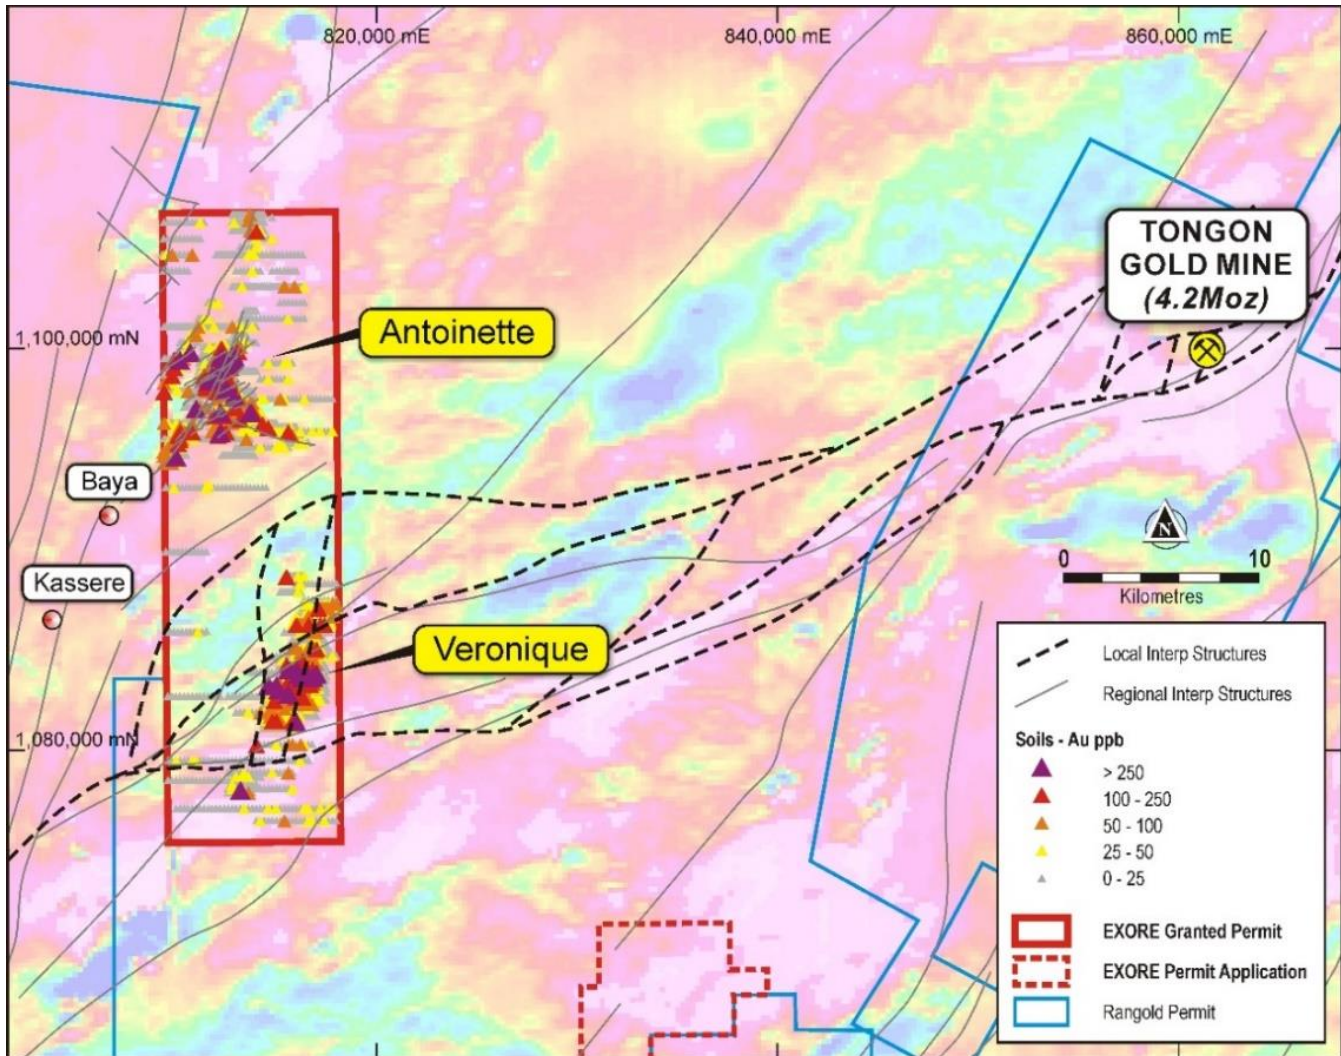 820,000 mE
840,000 mE
860,000 mE
TONGON
GOLD MINE
(4.2Moz)
Antoinette
1,100,000 mN
Baya
N
Kassere
0 10
Kilometres
Veronique
1,080,000 mN
Local Interp Structures
Regional Interp Structures
Soils - Au ppb
> 250
100 - 250
50 - 100
25 - 50
0 - 25
EXORE Granted Permit
EXORE Permit Application
Rangold Permit